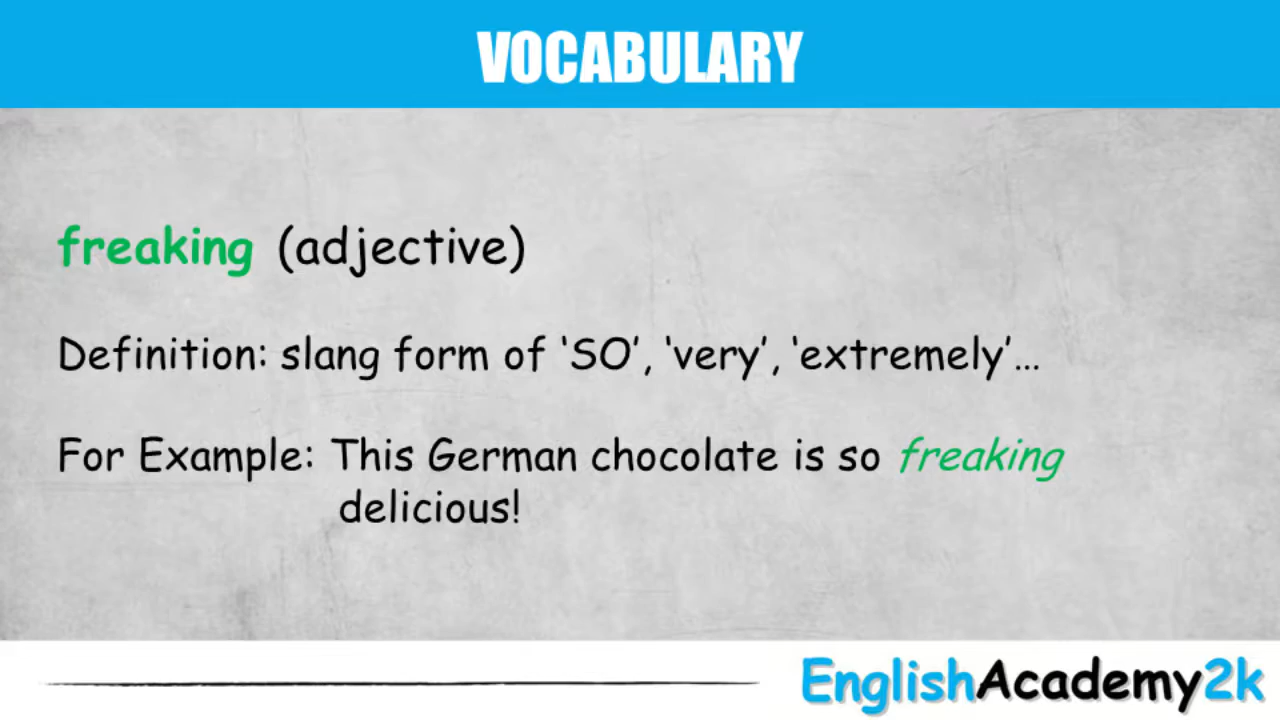 VOCABULARY
freaking (adjective)
Definition: slang form of ‘SO’, ‘very’, ‘extremely’...
For Example: This German chocolate is so freaking
delicious!
EnglishAcademy2k